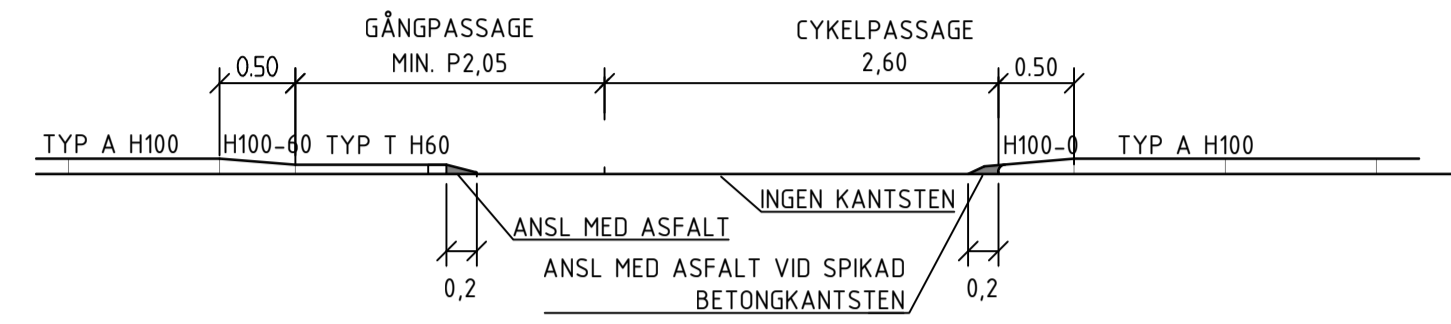 GÅNGPASSAGE
MIN. P2,05
CYKELPASSAGE
2,60
0.50
0.50
TYP A H100
H100-60
TYP T H60
H100-0
TYP A H100
INGEN KANTSTEN
ANSL MED ASFALT
ANSL MED ASFALT VID SPIKAD
BETONGKANTSTEN
0,2
0,2